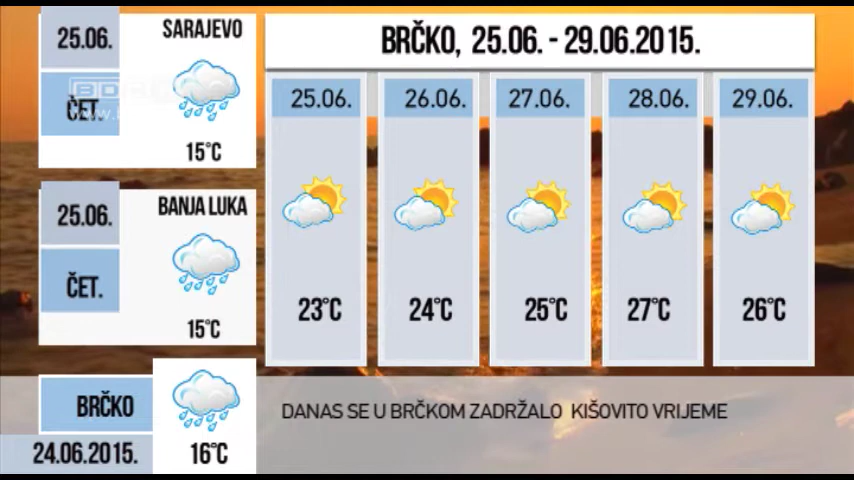 25.06.
ČET.
SARAJEVO
15°C
25.06.
ČET.
BANJA LUKA
15°C
BRČKO
24.06.2015.
16°C
BRČKO, 25.06. - 29.06.2015.
25.06.
26.06.
27.06.
28.06.
29.06.
23°C
24°C
25°C
27°C
26°C
DANAS SE U BRČKOM ZADRŽALO KIŠOVITO VRIJEME